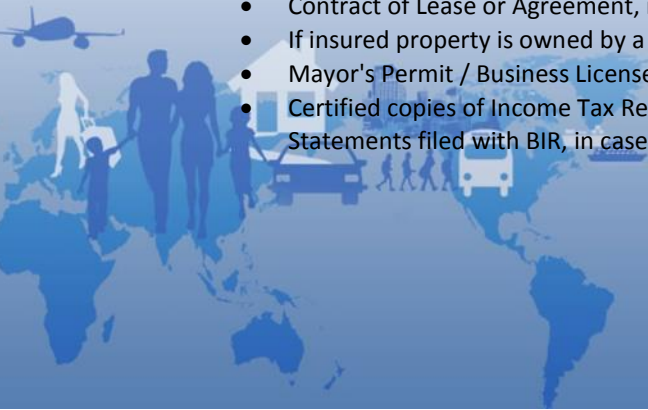 • Contract of Lease or Agreement,
• If insured property is owned by a
• Mayor's Permit / Business License
• Certified copies of Income Tax Re
Statements filed with BIR, in case